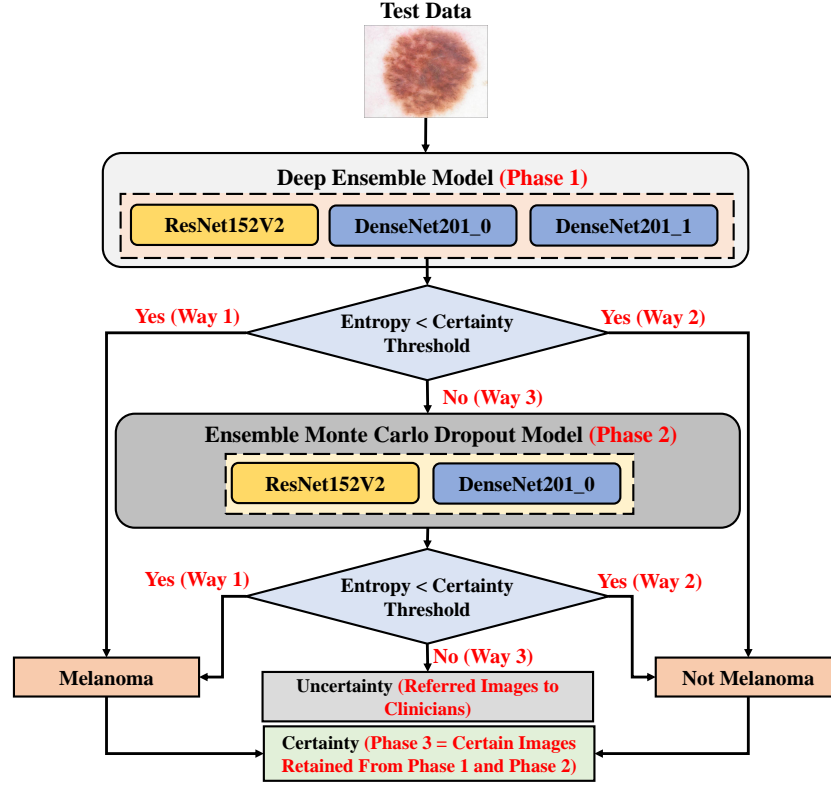 Test Data
Deep Ensemble Model (Phase 1)
ResNet152V2
DenseNet201_0
DenseNet201_1
Yes (Way 1)
Entropy < Certainty
Threshold
Yes (Way 2)
No (Way 3)
Ensemble Monte Carlo Dropout Model (Phase 2)
ResNet152V2
DenseNet201_0
Yes (Way 1)
Entropy < Certainty
Threshold
Yes (Way 2)
No (Way 3)
Melanoma
Uncertainty (Referred Images to
Clinicians)
Not Melanoma
Certainty (Phase 3 = Certain Images
Retained From Phase 1 and Phase 2)